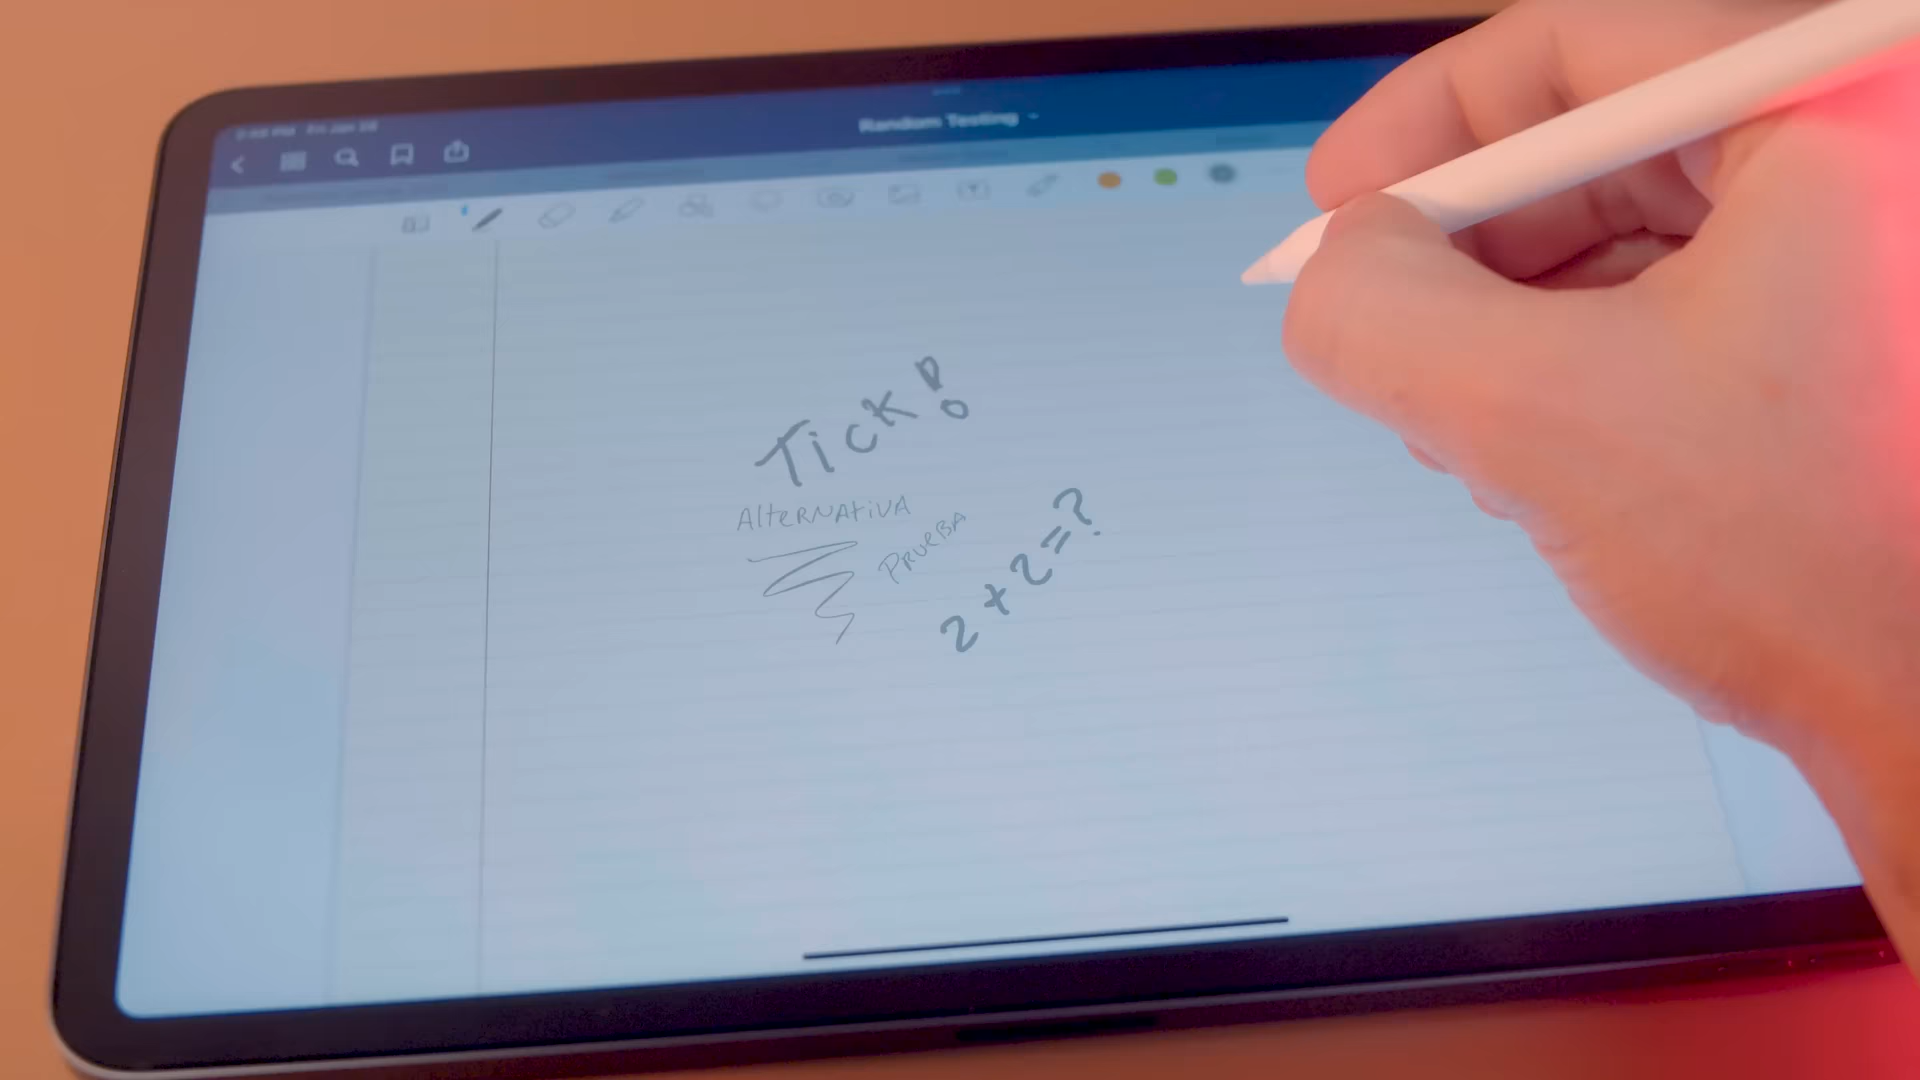 Random Testing
Tick!
Alternativa
Prueba
2+2=?